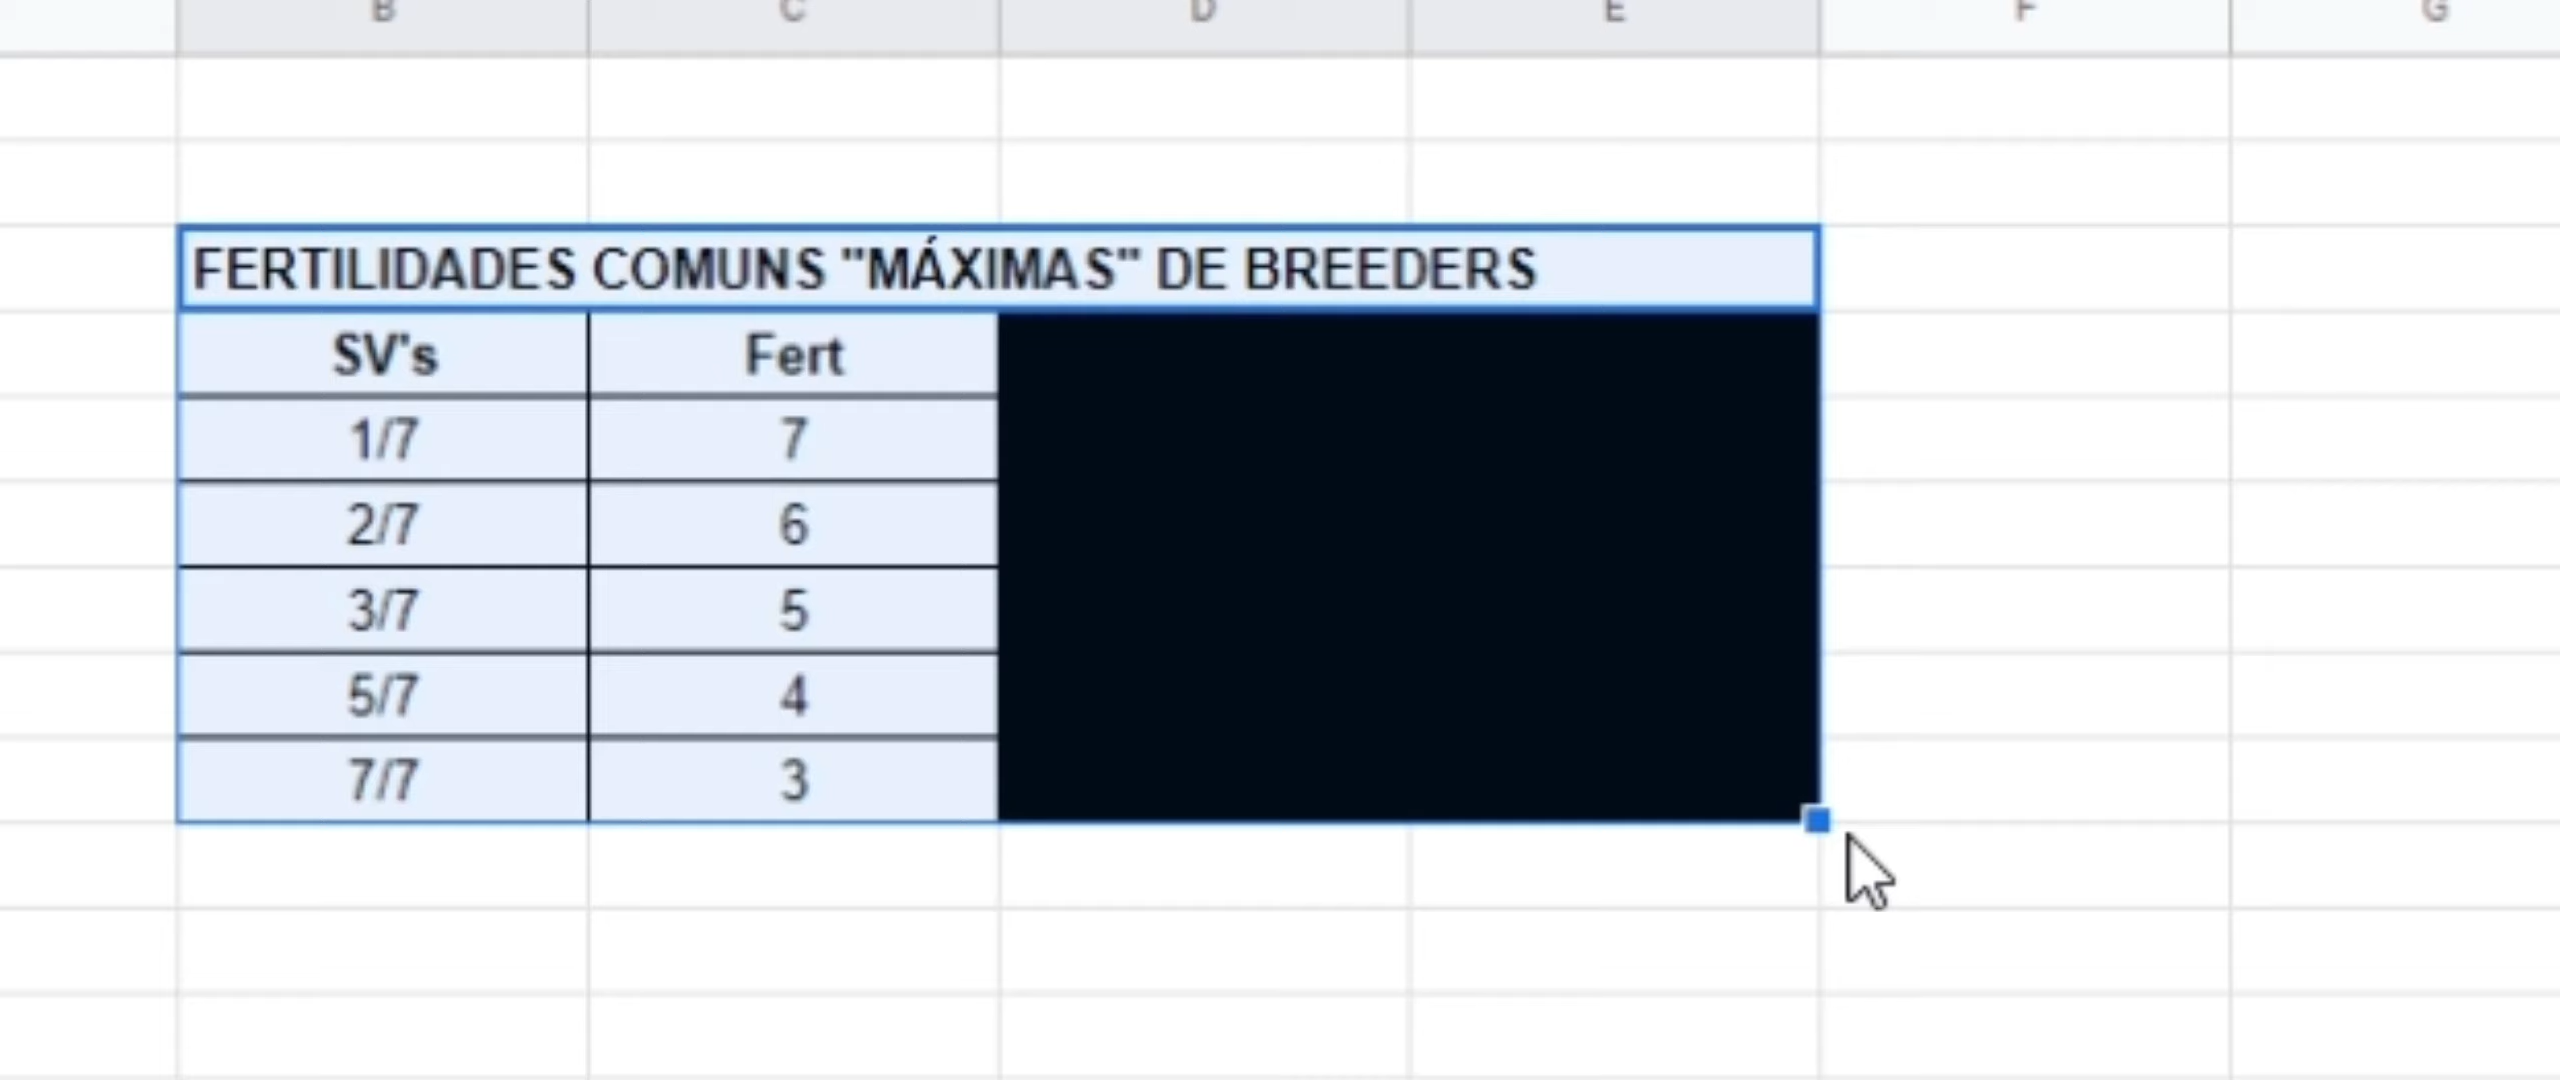 B C D E F G
FERTILIDADES COMUNS "MÁXIMAS" DE BREEDERS
SV's Fert
1/7 7
2/7 6
3/7 5
5/7 4
7/7 3